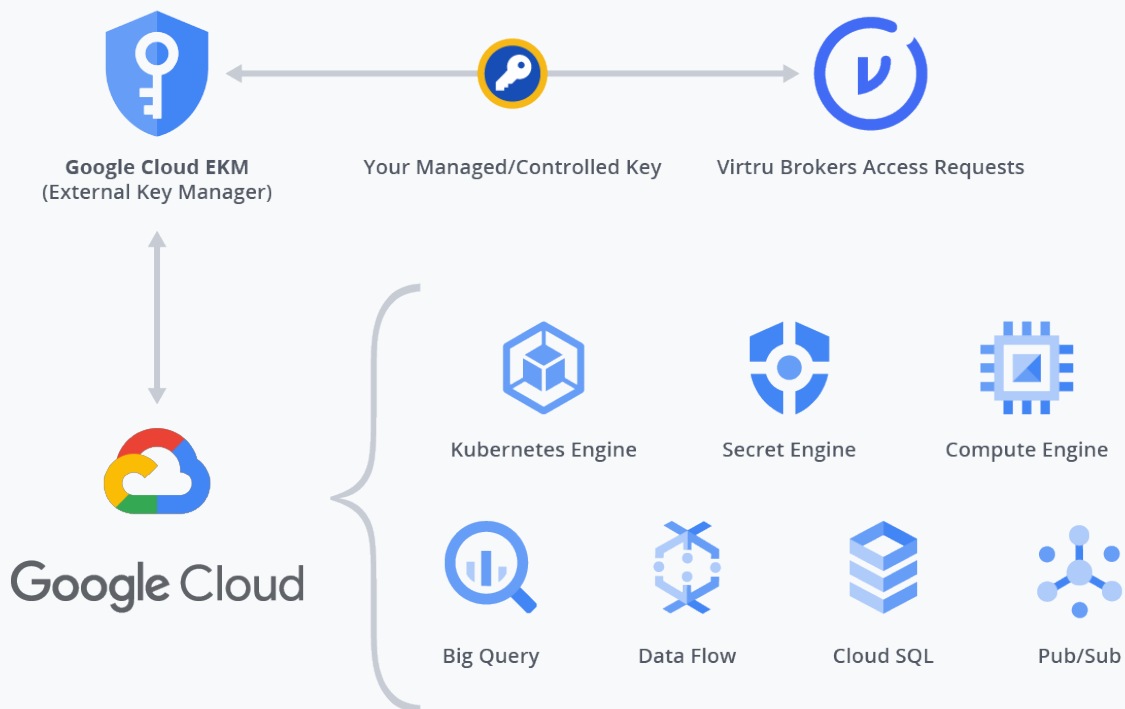 Google Cloud EKM
(External Key Manager)
Your Managed/Controlled Key
Virtru Brokers Access Requests
Google Cloud
Kubernetes Engine
Secret Engine
Compute Engine
Big Query
Data Flow
Cloud SQL
Pub/Sub